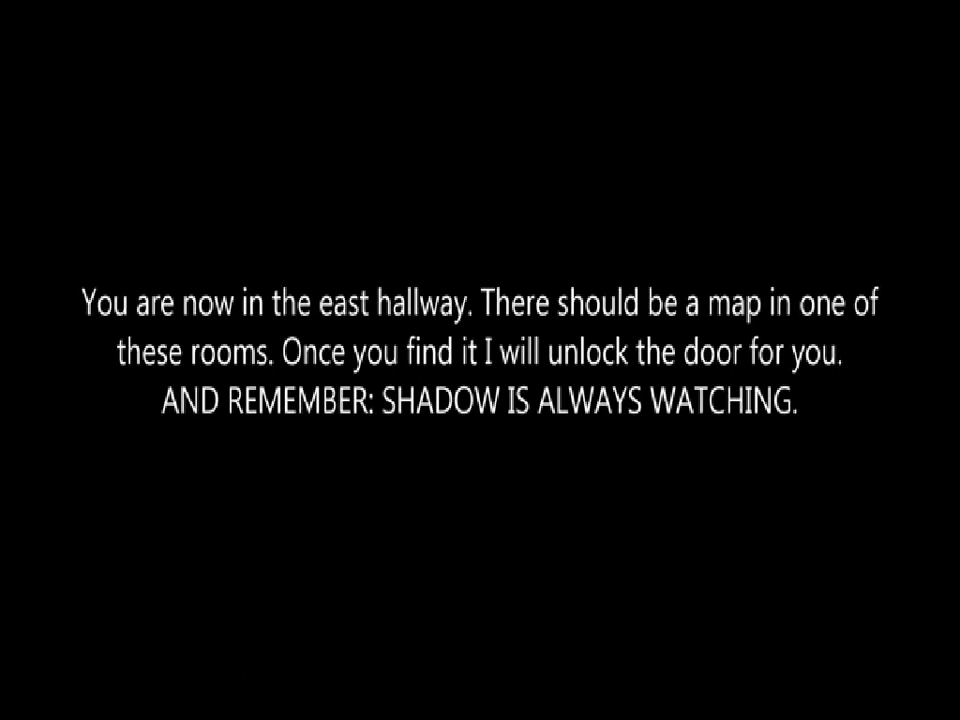 You are now in the east hallway. There should be a map in one of
these rooms. Once you find it I will unlock the door for you.
AND REMEMBER: SHADOW IS ALWAYS WATCHING.